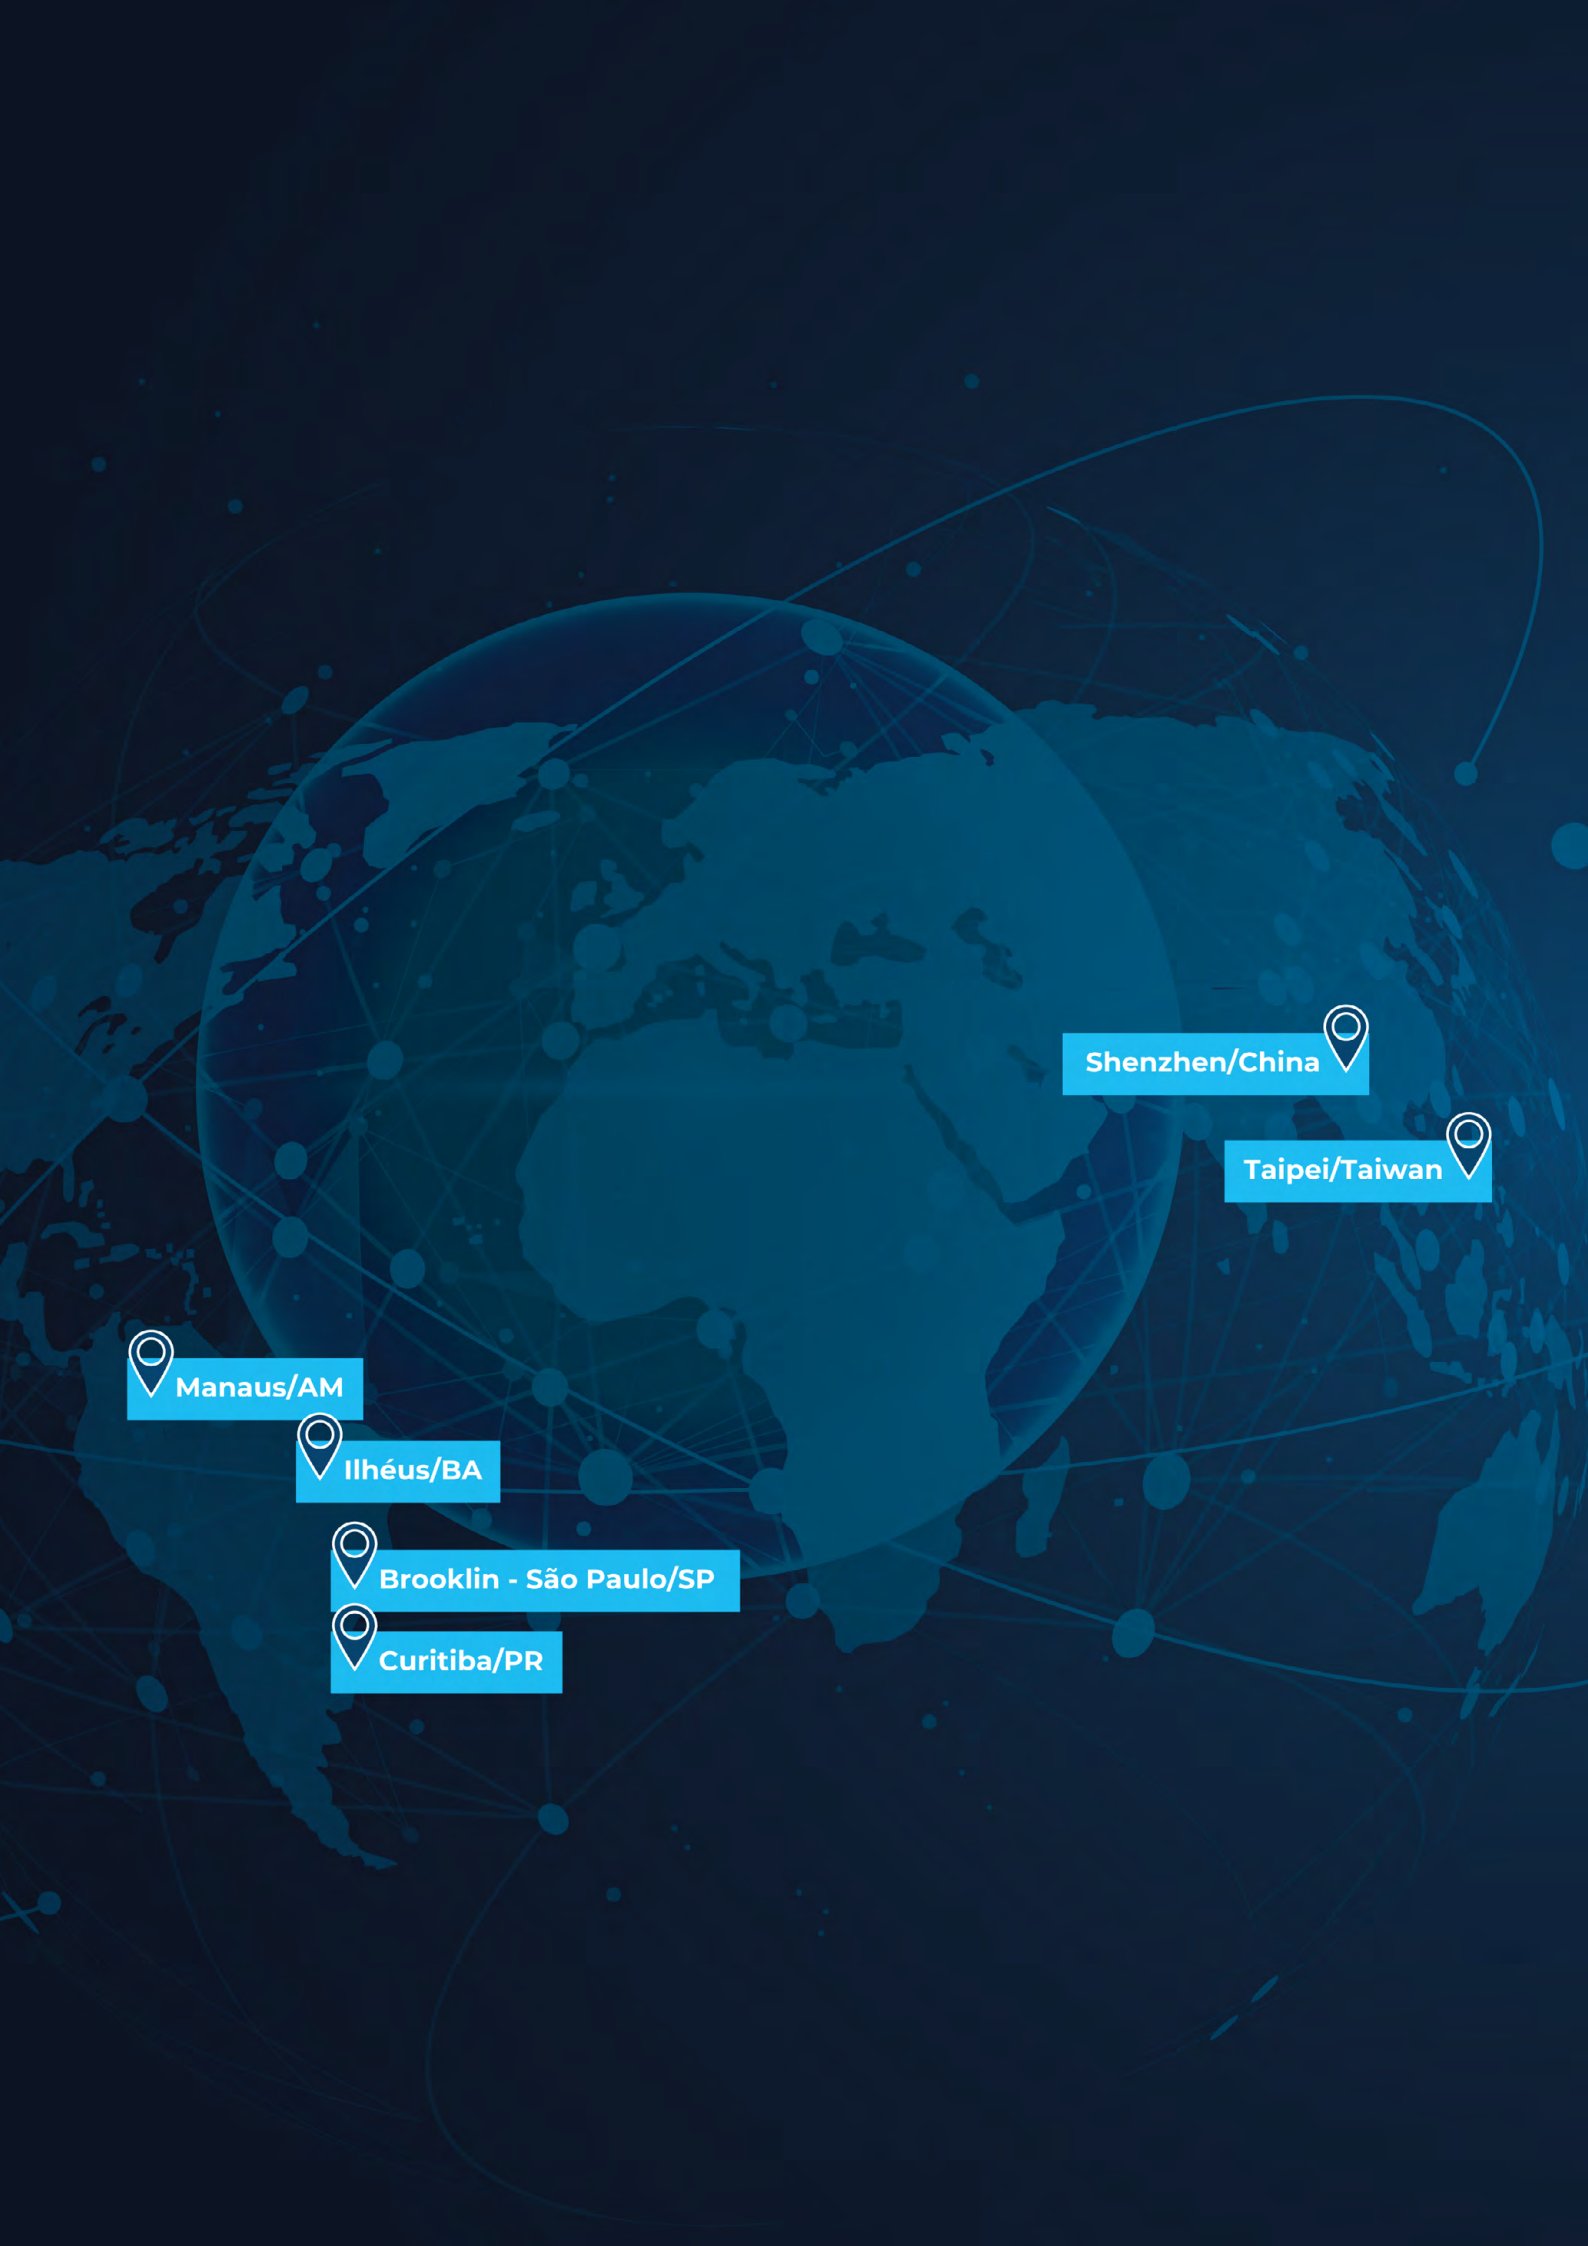 Shenzhen/China
Taipei/Taiwan
Manaus/AM
Ilhéus/BA
Brooklin - São Paulo/SP
Curitiba/PR